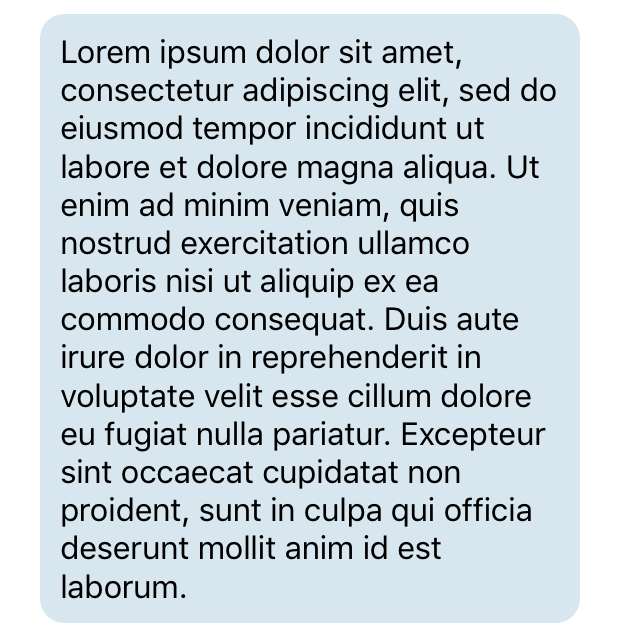 Lorem ipsum dolor sit amet,
consectetur adipiscing elit, sed do
eiusmod tempor incididunt ut
labore et dolore magna aliqua. Ut
enim ad minim veniam, quis
nostrud exercitation ullamco
laboris nisi ut aliquip ex ea
commodo consequat. Duis aute
irure dolor in reprehenderit in
voluptate velit esse cillum dolore
eu fugiat nulla pariatur. Excepteur
sint occaecat cupidatat non
proident, sunt in culpa qui officia
deserunt mollit anim id est
laborum.